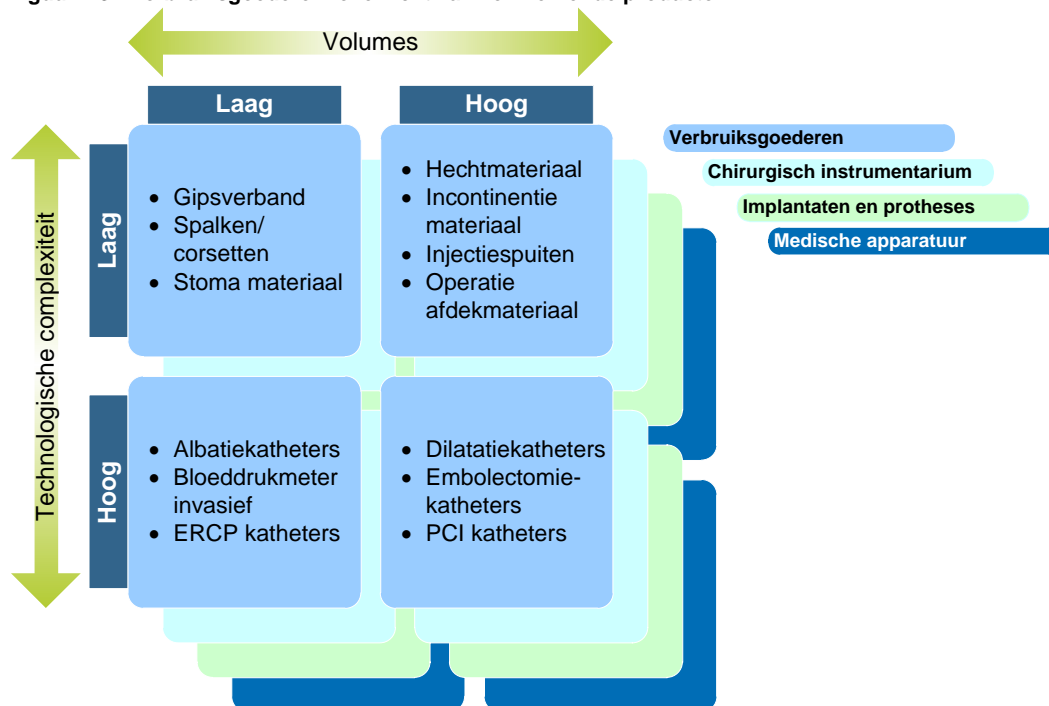 Volumes
Laag
Hoog
Technologische complexiteit
Laag
• Gipsverband
• Spalken/
corsetten
• Stoma materiaal
• Hechtmateriaal
• Incontinentie
materiaal
• Injectiespuiten
• Operatie
afdekmateriaal
Verbruiksgoederen
Chirurgisch instrumentarium
Implantaten en protheses
Medische apparatuur
Hoog
• Albatiekatheters
• Bloeddrukmeter
invasief
• ERCP katheters
• Dilatatiekatheters
• Embolectomie-
katheters
• PCI katheters